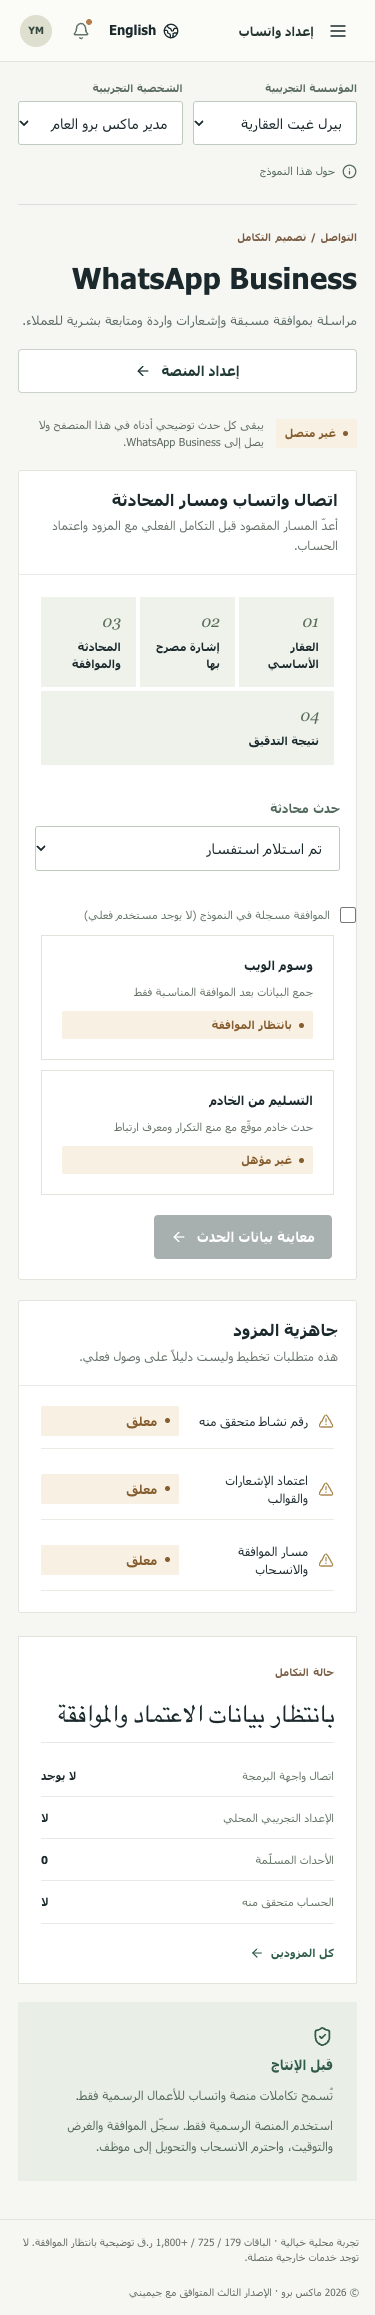 إعداد واتساب
English
YM
المؤسسة التجريبية
الشخصية التجريبية
بيرل غيت العقارية
مدير ماكس برو العام
حول هذا النموذج
التواصل / تصميم التكامل
WhatsApp Business
مراسلة بموافقة مسبقة وإشعارات واردة ومتابعة بشرية للعملاء.
إعداد المنصة
غير متصل
يبقى كل حدث توضيحي أدناه في هذا المتصفح ولا
يصل إلى WhatsApp Business.
اتصال واتساب ومسار المحادثة
أعدّ المسار المقصود قبل التكامل الفعلي مع المزود واعتماد
الحساب.
01
العقار
الأساسي
02
إشارة مصرح
بها
03
المحادثة
والموافقة
04
نتيجة التدقيق
حدث محادثة
تم استلام استفسار
الموافقة مسجلة في النموذج (لا يوجد مستخدم فعلي)
وسوم الويب
جمع البيانات بعد الموافقة المناسبة فقط
بانتظار الموافقة
التسليم من الخادم
حدث خادم موقّع مع منع التكرار ومعرف ارتباط
غير مؤهل
معاينة بيانات الحدث
جاهزية المزود
هذه متطلبات تخطيط وليست دليلاً على وصول فعلي.
رقم نشاط متحقق منه
معلق
اعتماد الإشعارات
والقوالب
معلق
مسار الموافقة
والانسحاب
معلق
حالة التكامل
بانتظار بيانات الاعتماد والموافقة
اتصال واجهة البرمجة
لا يوجد
الإعداد التجريبي المحلي
لا
الأحداث المسلّمة
0
الحساب متحقق منه
لا
كل المزودين
قبل الإنتاج
تُسمح تكاملات منصة واتساب للأعمال الرسمية فقط.
استخدم المنصة الرسمية فقط. سجّل الموافقة والغرض
والتوقيت، واحترم الانسحاب والتحويل إلى موظف.
تجربة محلية خيالية · الباقات 179 / 725 / +1,800 ر.ق توضيحية بانتظار الموافقة. لا
توجد خدمات خارجية متصلة.
© 2026 ماكس برو · الإصدار الثالث المتوافق مع جيميني